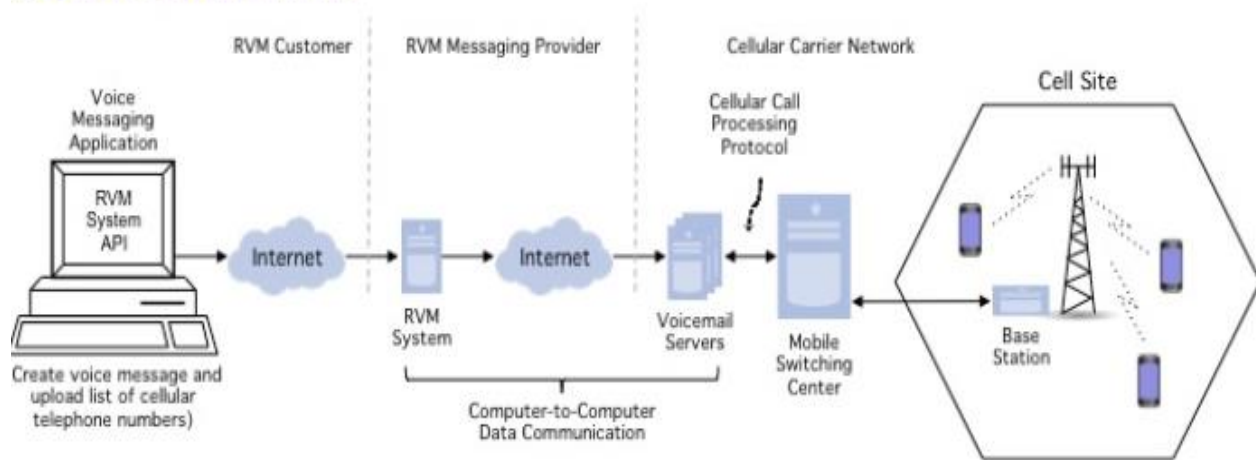 RVM Customer
RVM Messaging Provider
Cellular Carrier Network
Voice
Messaging
Application
RVM
System
API
Internet
RVM
System
Internet
Voicemail
Servers
Cellular Call
Processing
Protocol
Mobile
Switching
Center
Cell Site
Base
Station
Create voice message and
upload list of cellular
telephone numbers)
Computer-to-Computer
Data Communication